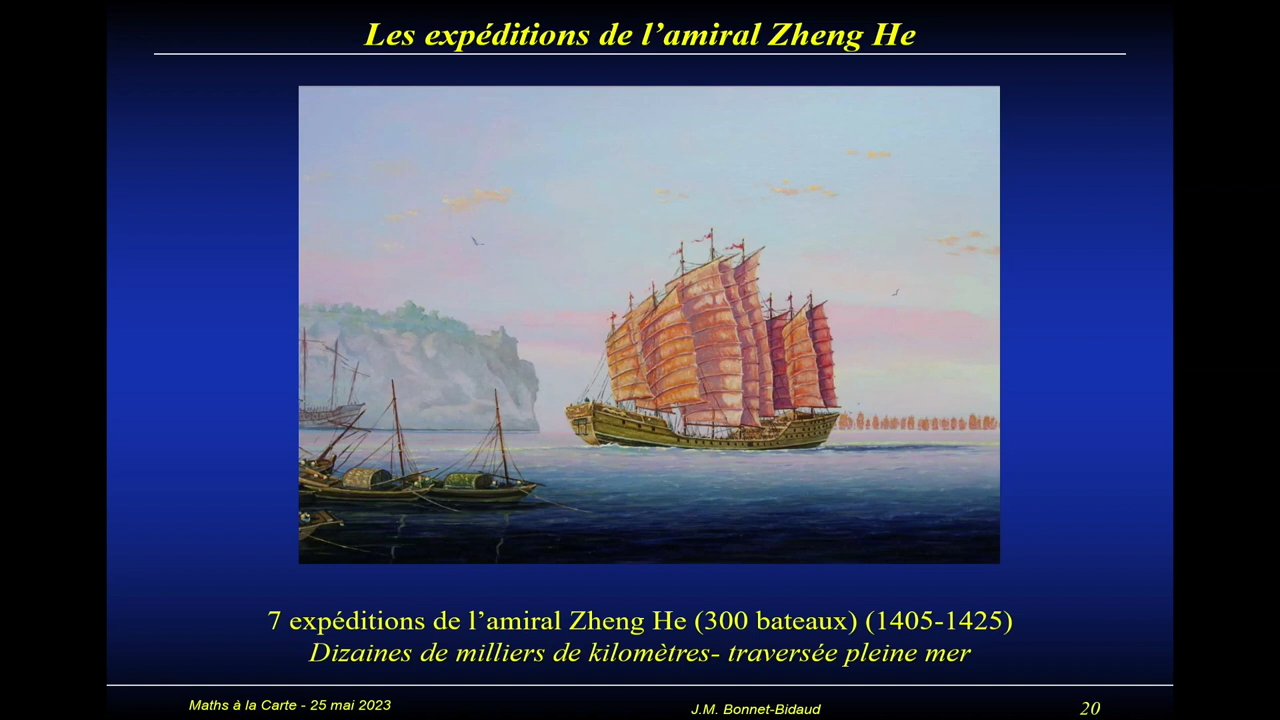 Les expéditions de l’amiral Zheng He
7 expéditions de l’amiral Zheng He (300 bateaux) (1405-1425)
Dizaines de milliers de kilomètres- traversée pleine mer
Maths à la Carte - 25 mai 2023
J.M. Bonnet-Bidaud
20